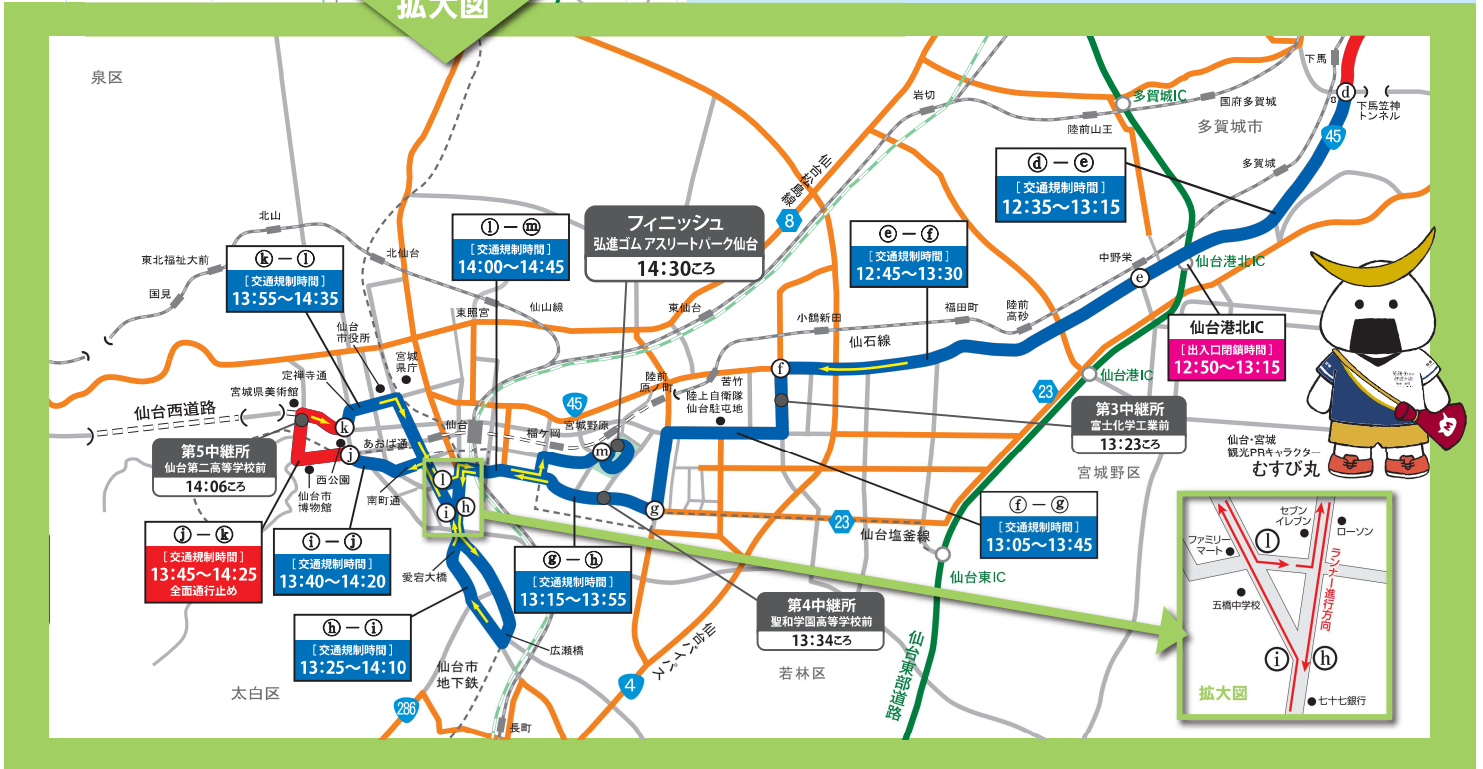 拡大図
泉区
北山
東北福祉大前
国見
北仙台
仙山線
東照宮
仙台
市役所
宮城
県庁
定禅寺通
宮城県美術館
仙台西道路
あおば通
仙台
榴ケ岡
宮城野原
陸前
原ノ町
苦竹
陸上自衛隊
仙台駐屯地
東仙台
小鶴新田
仙石線
福田町
陸前
高砂
中野栄
多賀城
下馬
下馬笠神
トンネル
国府多賀城
陸前山王
岩切
多賀城IC
多賀城市
仙台松島線
8
45
45
23
23
4
286
仙台港北IC
仙台港IC
仙台東IC
仙台塩釜線
仙台東部道路
仙台バイパス
宮城野区
若林区
太白区
西公園
仙台市
博物館
南町通
愛宕大橋
広瀬橋
仙台市
地下鉄
長町
d
e
f
g
h
i
j
k
l
m
ⓓ－ⓔ
[交通規制時間]
12:35～13:15
ⓔ－ⓕ
[交通規制時間]
12:45～13:30
仙台港北IC
[出入口閉鎖時間]
12:50～13:15
第3中継所
富士化学工業前
13:23ころ
ⓕ－ⓖ
[交通規制時間]
13:05～13:45
第4中継所
聖和学園高等学校前
13:34ころ
ⓖ－ⓗ
[交通規制時間]
13:15～13:55
ⓗ－ⓘ
[交通規制時間]
13:25～14:10
ⓘ－ⓙ
[交通規制時間]
13:40～14:20
ⓙ－ⓚ
[交通規制時間]
13:45～14:25
全面通行止め
第5中継所
仙台第二高等学校前
14:06ころ
ⓚ－ⓛ
[交通規制時間]
13:55～14:35
ⓛ－ⓜ
[交通規制時間]
14:00～14:45
フィニッシュ
弘進ゴム アスリートパーク仙台
14:30ころ
仙台・宮城
観光PRキャラクター
むすび丸
セブン
イレブン
ローソン
ファミリー
マート
五橋中学校
ランナー進行方向
l
i
h
七十七銀行
拡大図